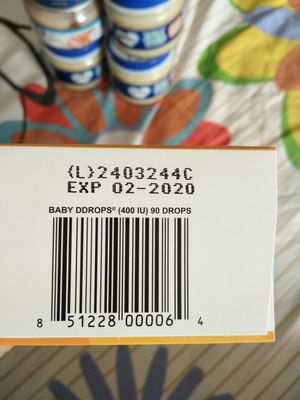 {L}2403244C
EXP 02-2020
BABY DDROPS® (400 IU) 90 DROPS
8 51228 00006 4